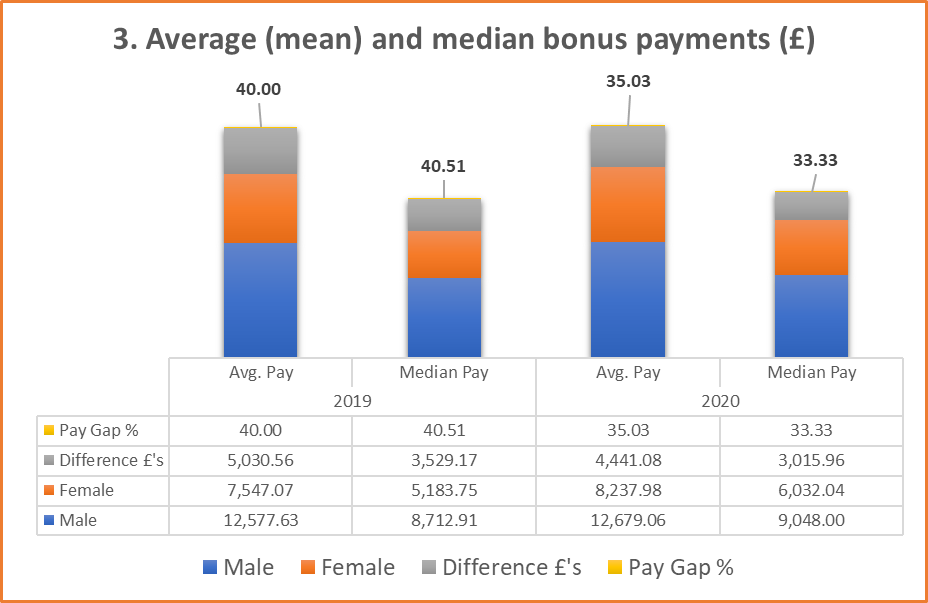 3. Average (mean) and median bonus payments (£)
40.00
40.51
35.03
33.33
Avg. Pay Median Pay Avg. Pay Median Pay
2019 2020
Pay Gap % 40.00 40.51 35.03 33.33
Difference £'s 5,030.56 3,529.17 4,441.08 3,015.96
Female 7,547.07 5,183.75 8,237.98 6,032.04
Male 12,577.63 8,712.91 12,679.06 9,048.00
Male Female Difference £'s Pay Gap %